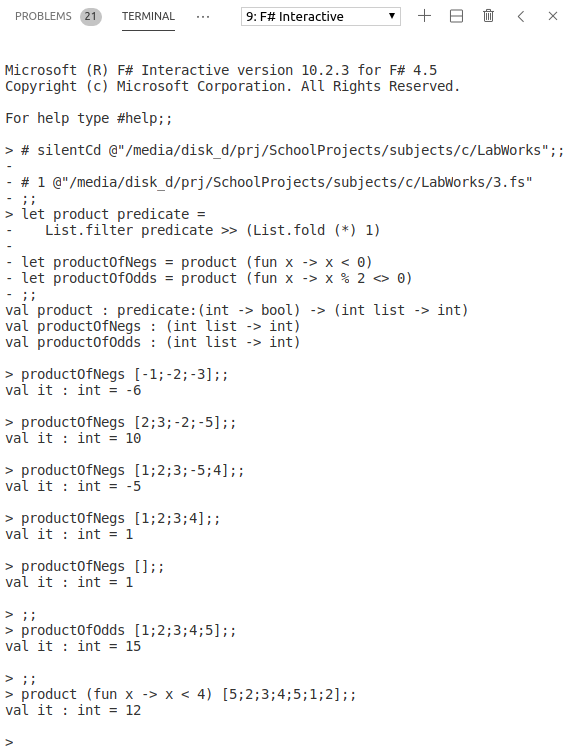 PROBLEMS 21 TERMINAL ··· 9: F# Interactive
Microsoft (R) F# Interactive version 10.2.3 for F# 4.5
Copyright (c) Microsoft Corporation. All Rights Reserved.
For help type #help;;
> # silentCd @"/media/disk_d/prj/SchoolProjects/subjects/c/LabWorks";;
-
- # 1 @"/media/disk_d/prj/SchoolProjects/subjects/c/LabWorks/3.fs"
- ;;
> let product predicate =
-    List.filter predicate >> (List.fold (*) 1)
-
- let productOfNegs = product (fun x -> x < 0)
- let productOfOdds = product (fun x -> x % 2 <> 0)
- ;;
val product : predicate:(int -> bool) -> (int list -> int)
val productOfNegs : (int list -> int)
val productOfOdds : (int list -> int)
> productOfNegs [-1;-2;-3];;
val it : int = -6
> productOfNegs [2;3;-2;-5];;
val it : int = 10
> productOfNegs [1;2;3;-5;4];;
val it : int = -5
> productOfNegs [1;2;3;4];;
val it : int = 1
> productOfNegs [];;
val it : int = 1
> ;;
> productOfOdds [1;2;3;4;5];;
val it : int = 15
> ;;
> product (fun x -> x < 4) [5;2;3;4;5;1;2];;
val it : int = 12
>